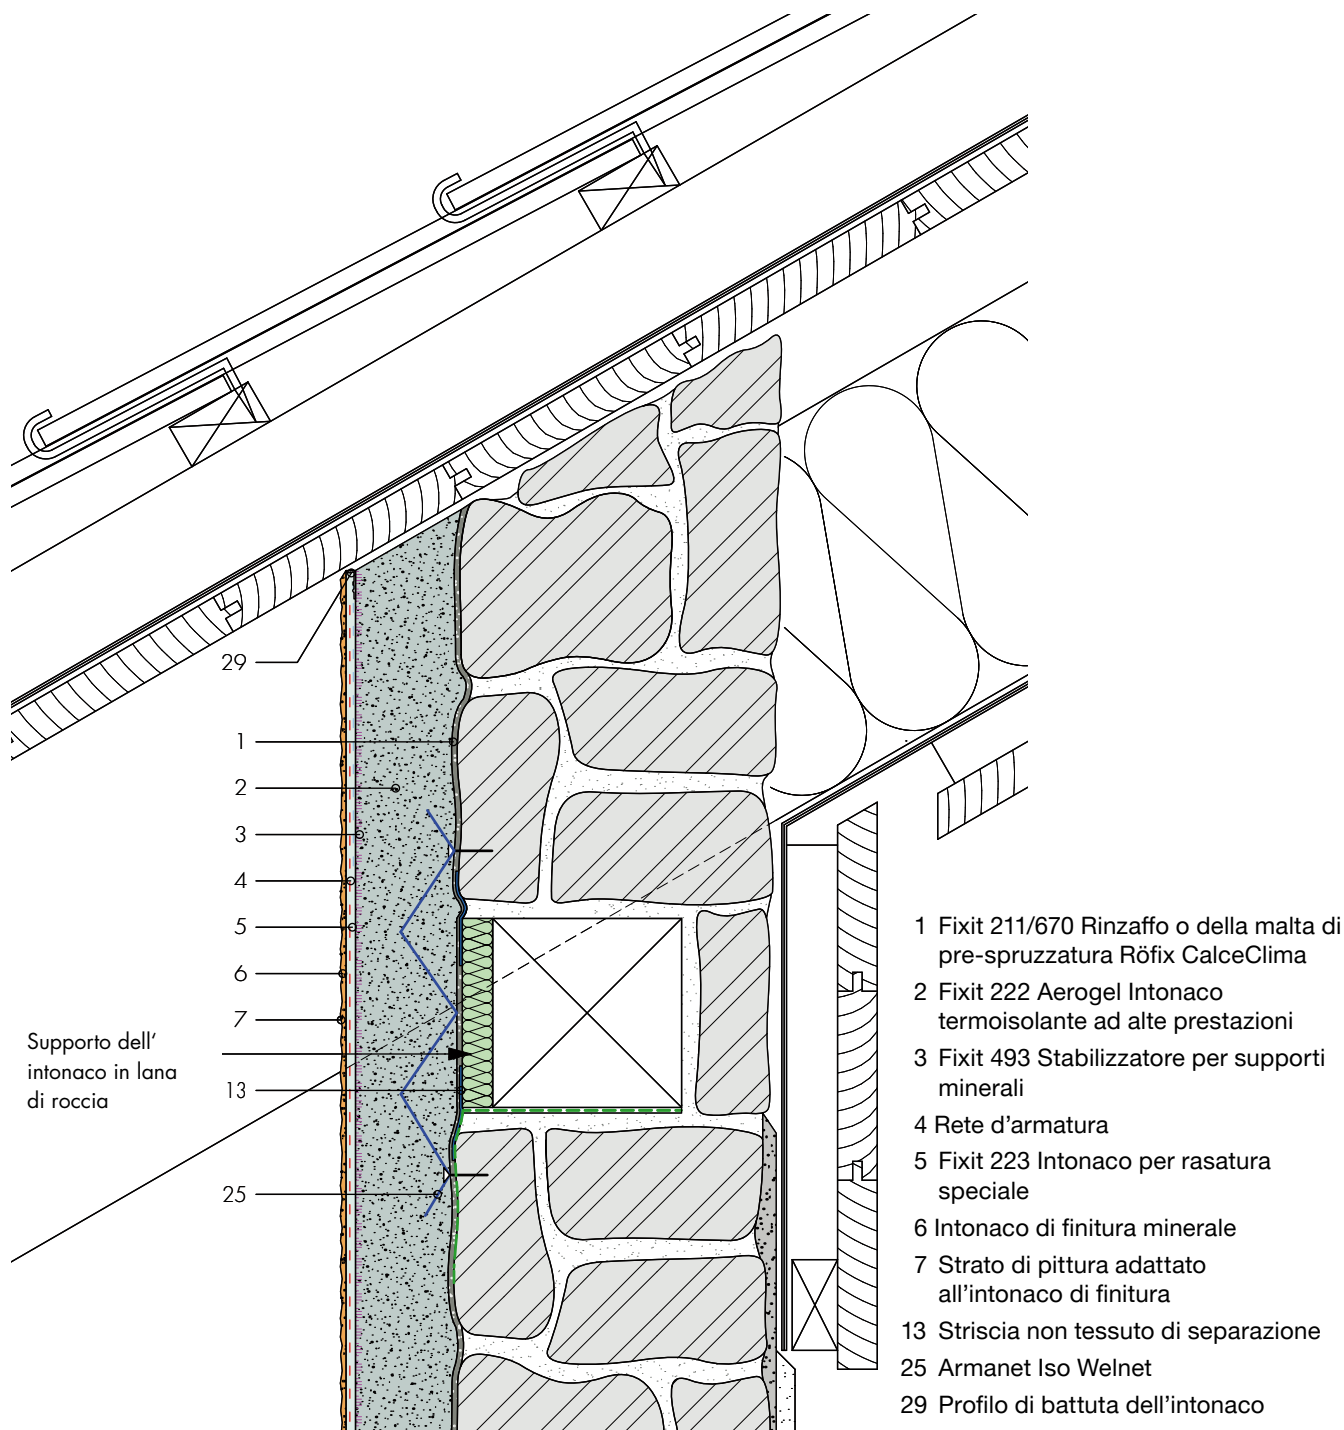 29
1
2
3
4
5
6
7
Supporto dell'
intonaco in lana
di roccia
13
25
1 Fixit 211/670 Rinzaffo o della malta di
pre-spruzzatura Röfix CalceClima
2 Fixit 222 Aerogel Intonaco
termoisolante ad alte prestazioni
3 Fixit 493 Stabilizzatore per supporti
minerali
4 Rete d'armatura
5 Fixit 223 Intonaco per rasatura
speciale
6 Intonaco di finitura minerale
7 Strato di pittura adattato
all'intonaco di finitura
13 Striscia non tessuto di separazione
25 Armanet Iso Welnet
29 Profilo di battuta dell'intonaco